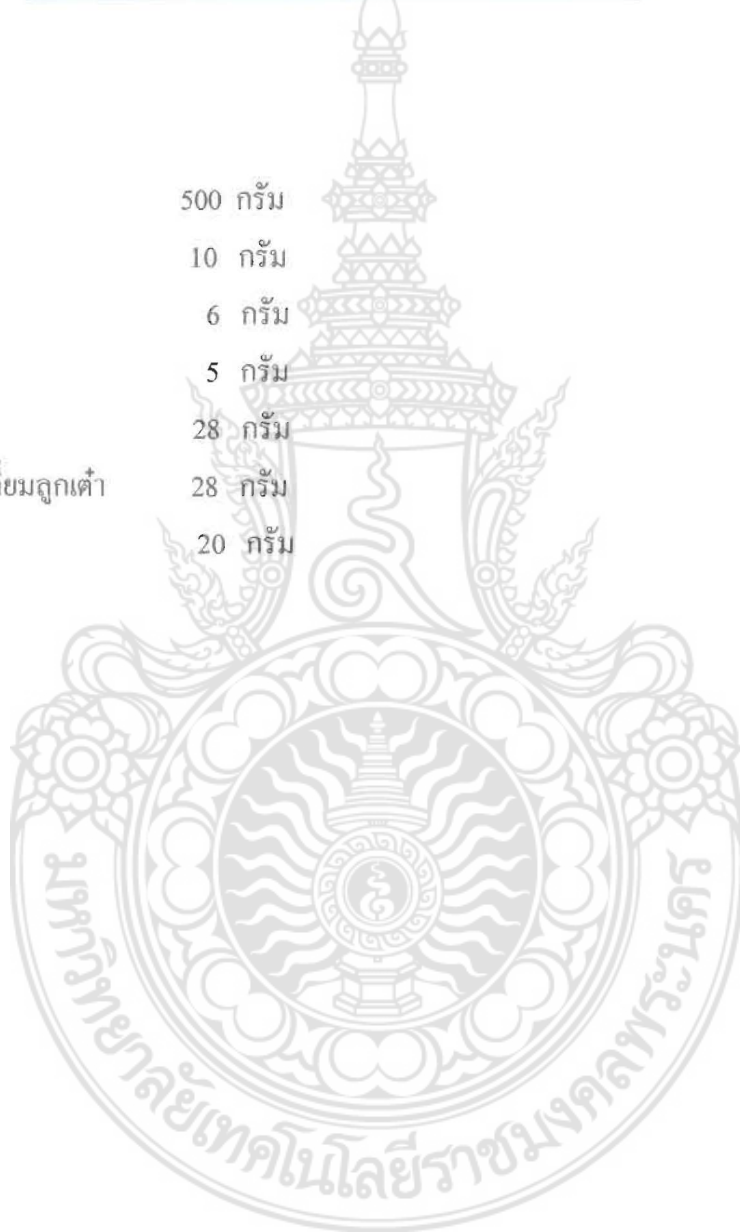 500 กรัม
10 กรัม
6 กรัม
5 กรัม
28 กรัม
ลูกเต๋า 28 กรัม
20 กรัม
มหาวิทยาลัยเทคโนโลยีราชมงคลพระนคร